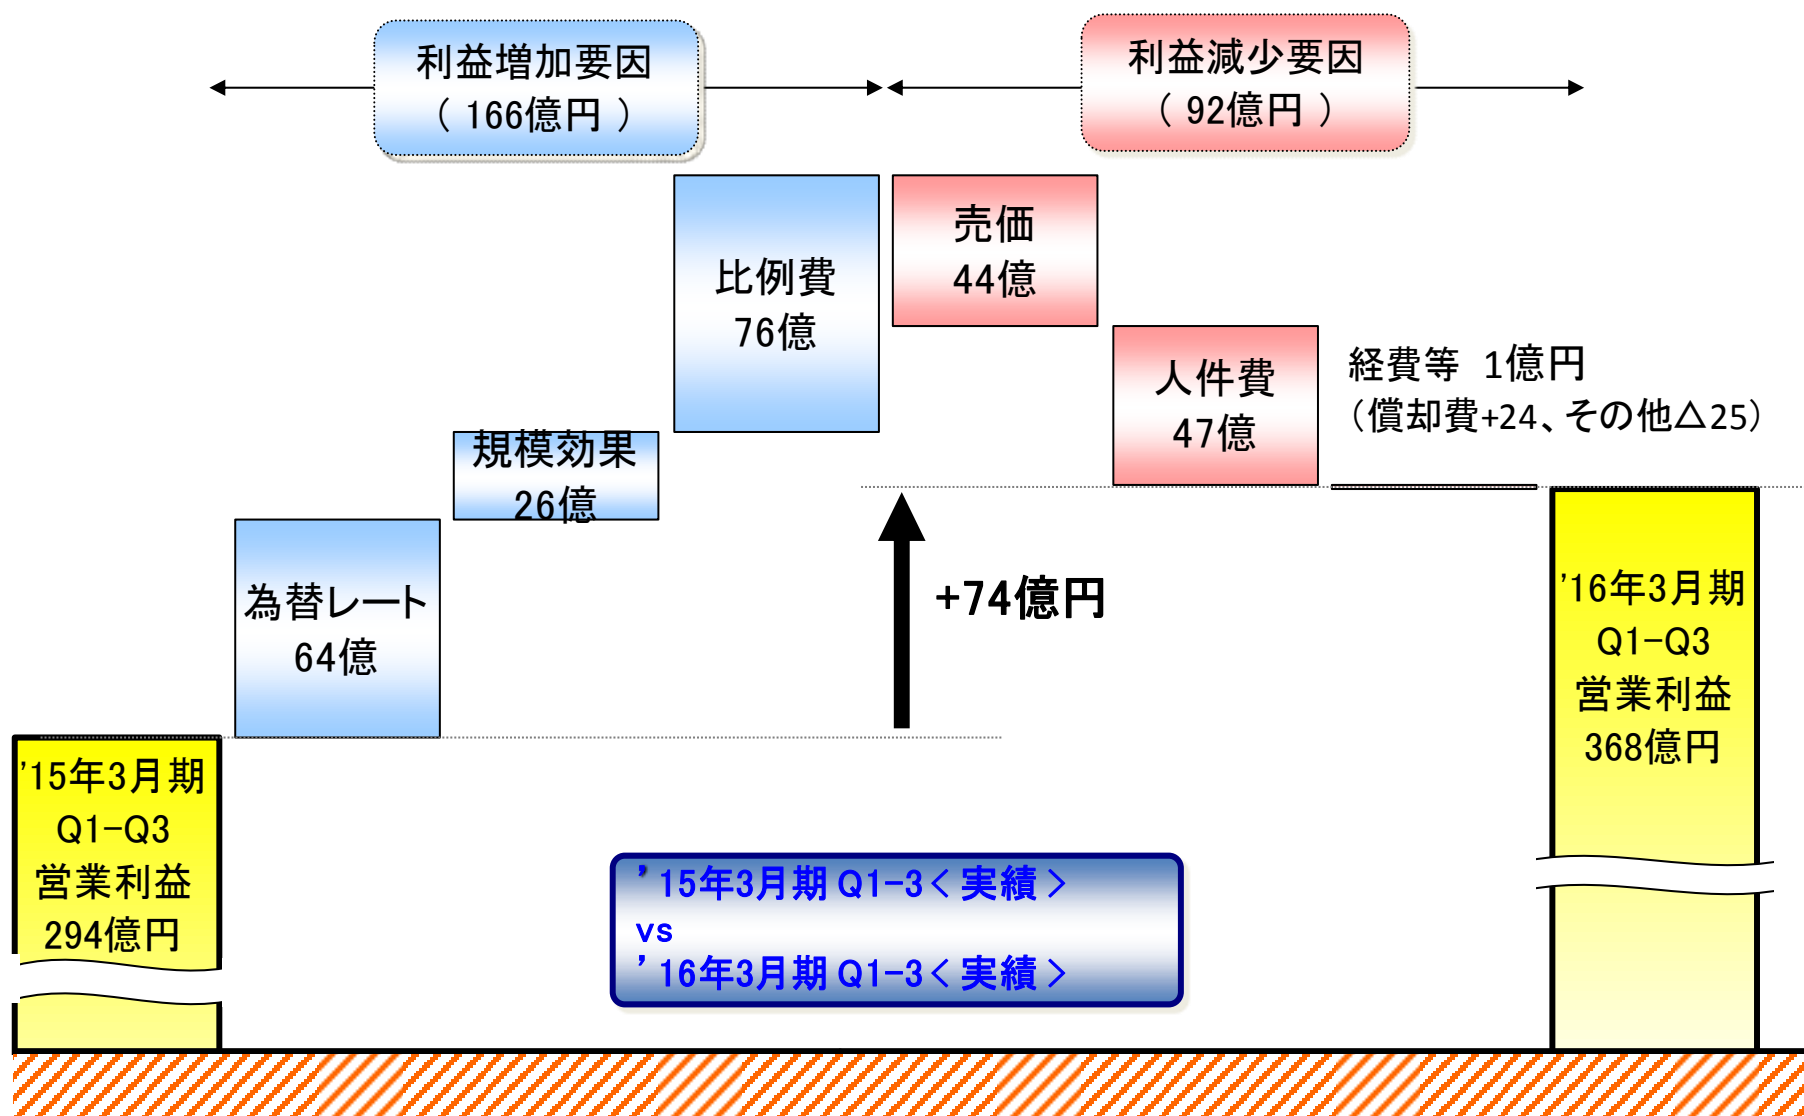 利益増加要因
（ 166億円 ）
利益減少要因
（ 92億円 ）
売価
44億
比例費
76億
人件費
47億
経費等 1億円
（償却費+24、その他△25）
規模効果
26億
為替レート
64億
+74億円
'15年3月期
Q1-Q3
営業利益
294億円
'16年3月期
Q1-Q3
営業利益
368億円
’15年3月期 Q1-3＜実績＞
vs
’16年3月期 Q1-3＜実績＞